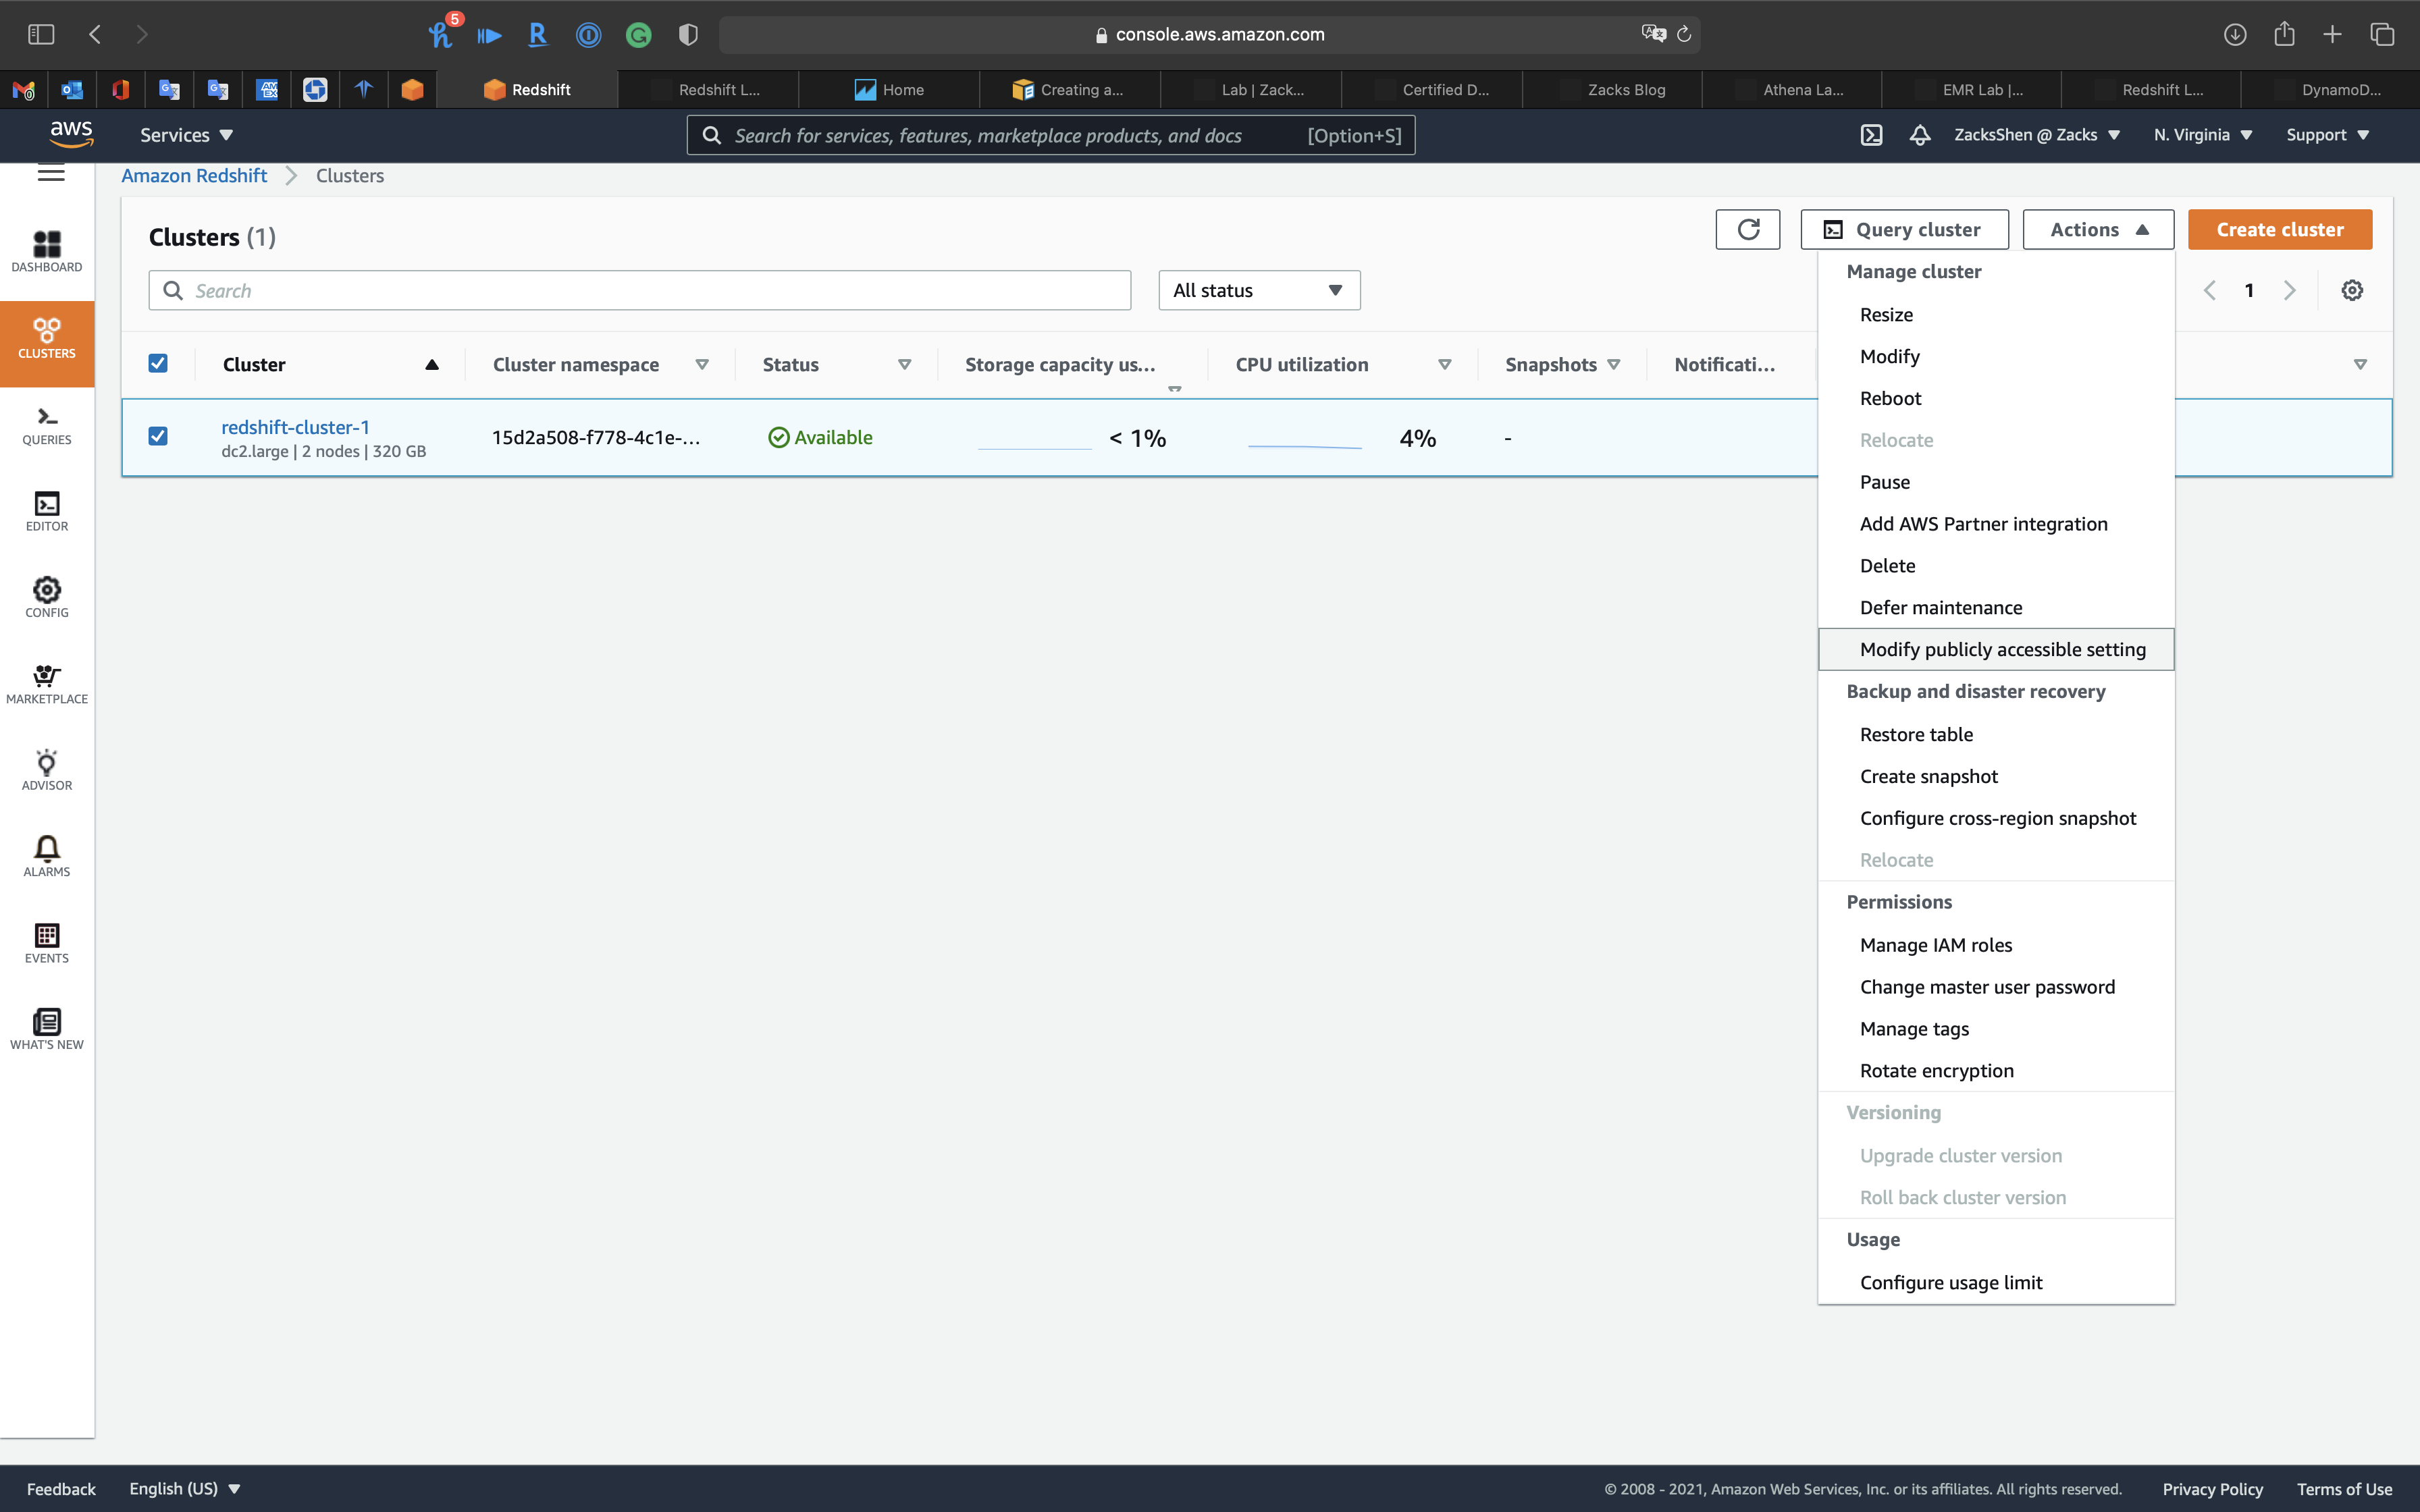 5
console.aws.amazon.com
Redshift
Redshift L...
Home
Creating a...
Lab | Zack...
Certified D...
Zacks Blog
Athena La...
EMR Lab |...
Redshift L...
DynamoD...
aws
Services
Search for services, features, marketplace products, and docs
[Option+S]
ZacksShen @ Zacks
N. Virginia
Support
Amazon Redshift
Clusters
DASHBOARD
CLUSTERS
QUERIES
EDITOR
CONFIG
MARKETPLACE
ADVISOR
ALARMS
EVENTS
WHAT'S NEW
Clusters (1)
Query cluster
Actions
Create cluster
Search
All status
1
Cluster
Cluster namespace
Status
Storage capacity us...
CPU utilization
Snapshots
Notificati...
redshift-cluster-1
dc2.large | 2 nodes | 320 GB
15d2a508-f778-4c1e-...
Available
< 1%
4%
-
Manage cluster
Resize
Modify
Reboot
Relocate
Pause
Add AWS Partner integration
Delete
Defer maintenance
Modify publicly accessible setting
Backup and disaster recovery
Restore table
Create snapshot
Configure cross-region snapshot
Relocate
Permissions
Manage IAM roles
Change master user password
Manage tags
Rotate encryption
Versioning
Upgrade cluster version
Roll back cluster version
Usage
Configure usage limit
Feedback
English (US)
© 2008 - 2021, Amazon Web Services, Inc. or its affiliates. All rights reserved.
Privacy Policy
Terms of Use